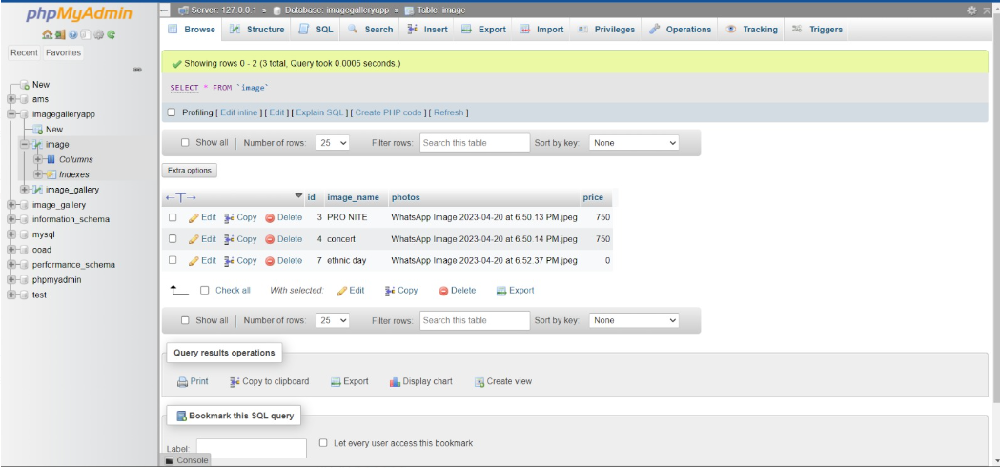 phpMyAdmin
Recent Favorites
New
ams
imagegalleryapp
New
image
Columns
Indexes
image_gallery
image_gallery
information_schema
mysql
ooad
performance_schema
phpmyadmin
test
Server: 127.0.0.1 » Database: imagegalleryapp » Table: image
Browse Structure SQL Search Insert Export Import Privileges Operations Tracking Triggers
Showing rows 0 - 2 (3 total, Query took 0.0005 seconds.)
SELECT * FROM `image`
Profiling [ Edit inline ] [ Edit ] [ Explain SQL ] [ Create PHP code ] [ Refresh ]
Show all | Number of rows: 25 Filter rows: Search this table Sort by key: None
Extra options
←T→ id image_name photos price
Edit Copy Delete 3 PRO NITE WhatsApp Image 2023-04-20 at 6.50.13 PM.jpeg 750
Edit Copy Delete 4 concert WhatsApp Image 2023-04-20 at 6.50.14 PM.jpeg 750
Edit Copy Delete 7 ethnic day WhatsApp Image 2023-04-20 at 6.52.37 PM.jpeg 0
Check all With selected: Edit Copy Delete Export
Show all | Number of rows: 25 Filter rows: Search this table Sort by key: None
Query results operations
Print Copy to clipboard Export Display chart Create view
Bookmark this SQL query
Label: Let every user access this bookmark
Console